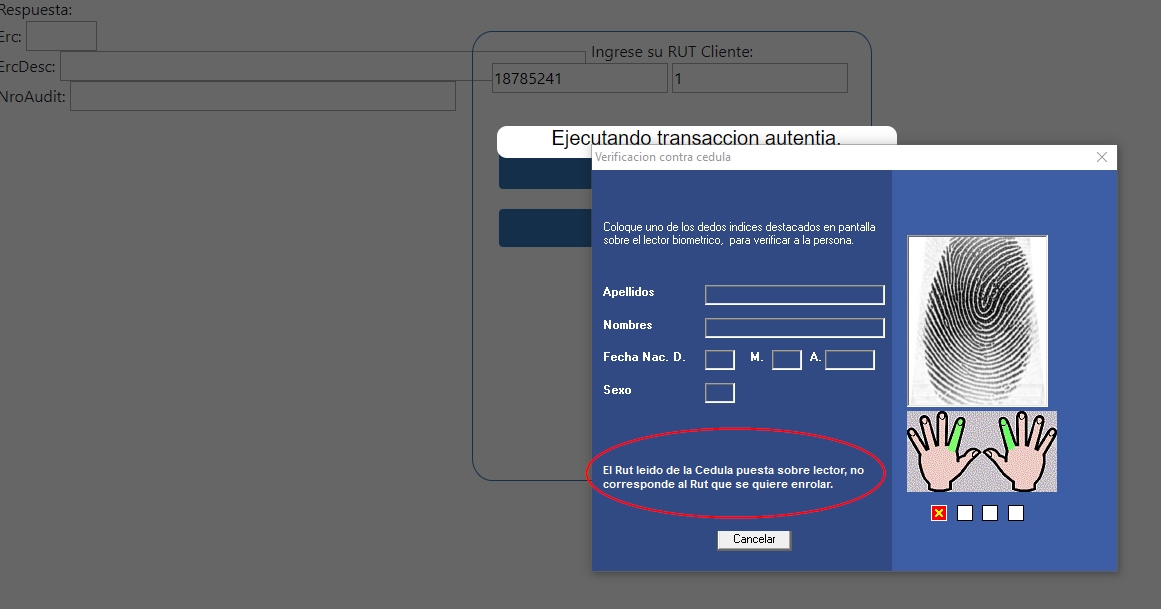 Respuesta:
Erc:
ErcDesc:
NroAudit:
Ingrese su RUT Cliente:
18785241
1
Ejecutando transaccion autentia.
Verificacion contra cedula
Coloque uno de los dedos indices destacados en pantalla
sobre el lector biometrico, para verificar a la persona.
Apellidos
Nombres
Fecha Nac. D. M. A.
Sexo
El Rut leido de la Cedula puesta sobre lector, no
corresponde al Rut que se quiere enrolar.
Cancelar